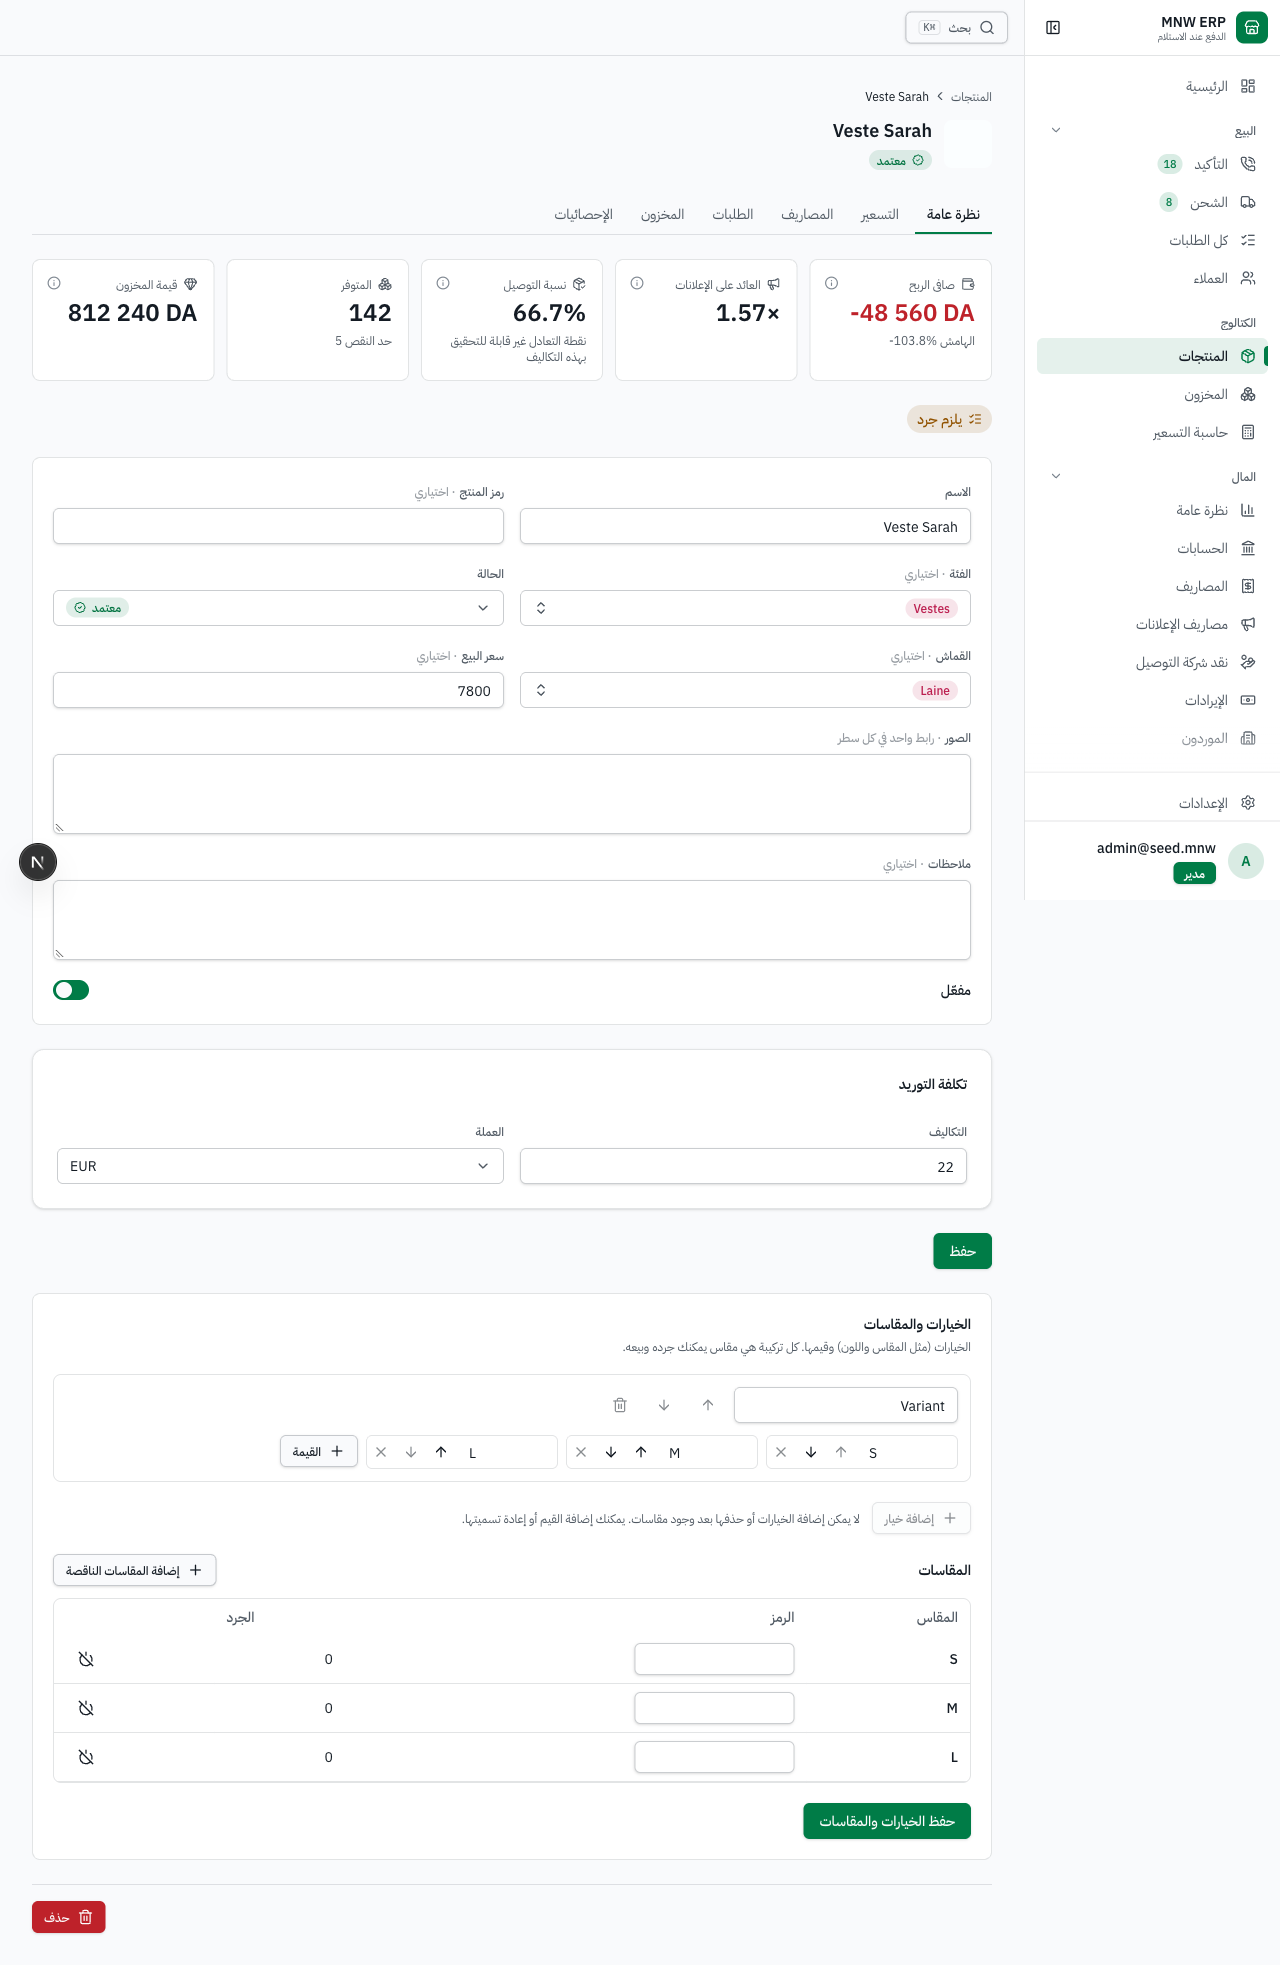 MNW ERP
الدفع عند الاستلام
بحث ⌘K
الرئيسية
البيع
التأكيد 18
الشحن 8
كل الطلبات
العملاء
الكتالوج
المنتجات
المخزون
حاسبة التسعير
المال
نظرة عامة
الحسابات
المصاريف
مصاريف الإعلانات
نقد شركة التوصيل
الإيرادات
الموردون
الإعدادات
A
admin@seed.mnw
مدير
المنتجات
Veste Sarah
Veste Sarah
معتمد
نظرة عامة
التسعير
المصاريف
الطلبات
المخزون
الإحصائيات
صافي الربح
-48 560 DA
الهامش 103.8%-
العائد على الإعلانات
1.57×
نسبة التوصيل
66.7%
نقطة التعادل غير قابلة للتحقيق
بهذه التكاليف
المتوفر
142
حد النقص 5
قيمة المخزون
812 240 DA
يلزم جرد
الاسم
Veste Sarah
رمز المنتج · اختياري
الفئة · اختياري
Vestes
الحالة
معتمد
القماش · اختياري
Laine
سعر البيع · اختياري
7800
الصور · رابط واحد في كل سطر
ملاحظات · اختياري
N
مفعّل
تكلفة التوريد
التكاليف
22
العملة
EUR
حفظ
الخيارات والمقاسات
الخيارات (مثل المقاس واللون) وقيمها. كل تركيبة هي مقاس يمكنك جرده وبيعه.
Variant
S
M
L
القيمة
إضافة خيار
لا يمكن إضافة الخيارات أو حذفها بعد وجود مقاسات. يمكنك إضافة القيم أو إعادة تسميتها.
المقاسات
إضافة المقاسات الناقصة
المقاس الرمز الجرد
S 0
M 0
L 0
حفظ الخيارات والمقاسات
حذف